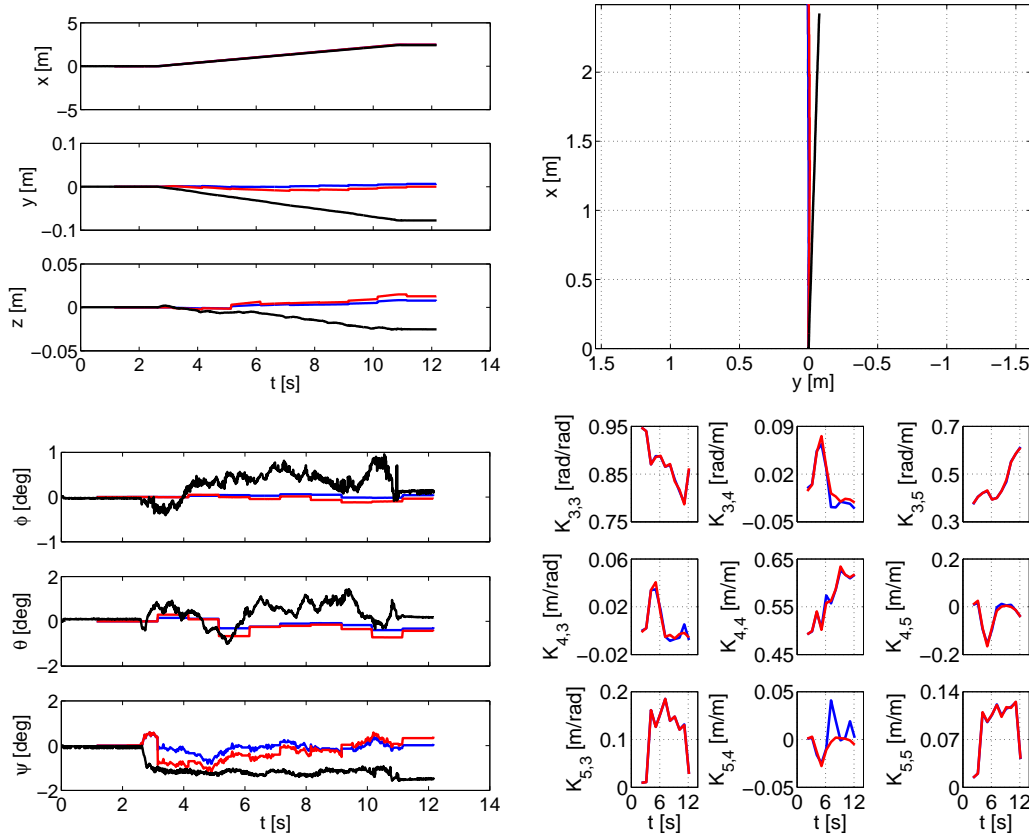 5
0
−5
x [m]
0.1
0
−0.1
y [m]
0.05
0
−0.05
z [m]
0 2 4 6 8 10 12 14
t [s]
2
1.5
1
0.5
0
x [m]
1.5 1 0.5 0 −0.5 −1 −1.5
y [m]
1
0
−1
ϕ [deg]
2
0
−2
θ [deg]
2
0
−2
ψ [deg]
0 2 4 6 8 10 12 14
t [s]
0.95
0.85
0.75
K3,3 [rad/rad]
0.09
0.02
−0.05
K3,4 [rad/m]
0.7
0.5
0.3
K3,5 [rad/m]
0.06
0.02
−0.02
K4,3 [m/rad]
0.65
0.55
0.45
K4,4 [m/m]
0.2
0
−0.2
K4,5 [m/m]
0.2
0.1
0
K5,3 [m/rad]
0 6 12
t [s]
0.05
0
−0.05
K5,4 [m/m]
0 6 12
t [s]
0.14
0.07
0
K5,5 [m/m]
0 6 12
t [s]